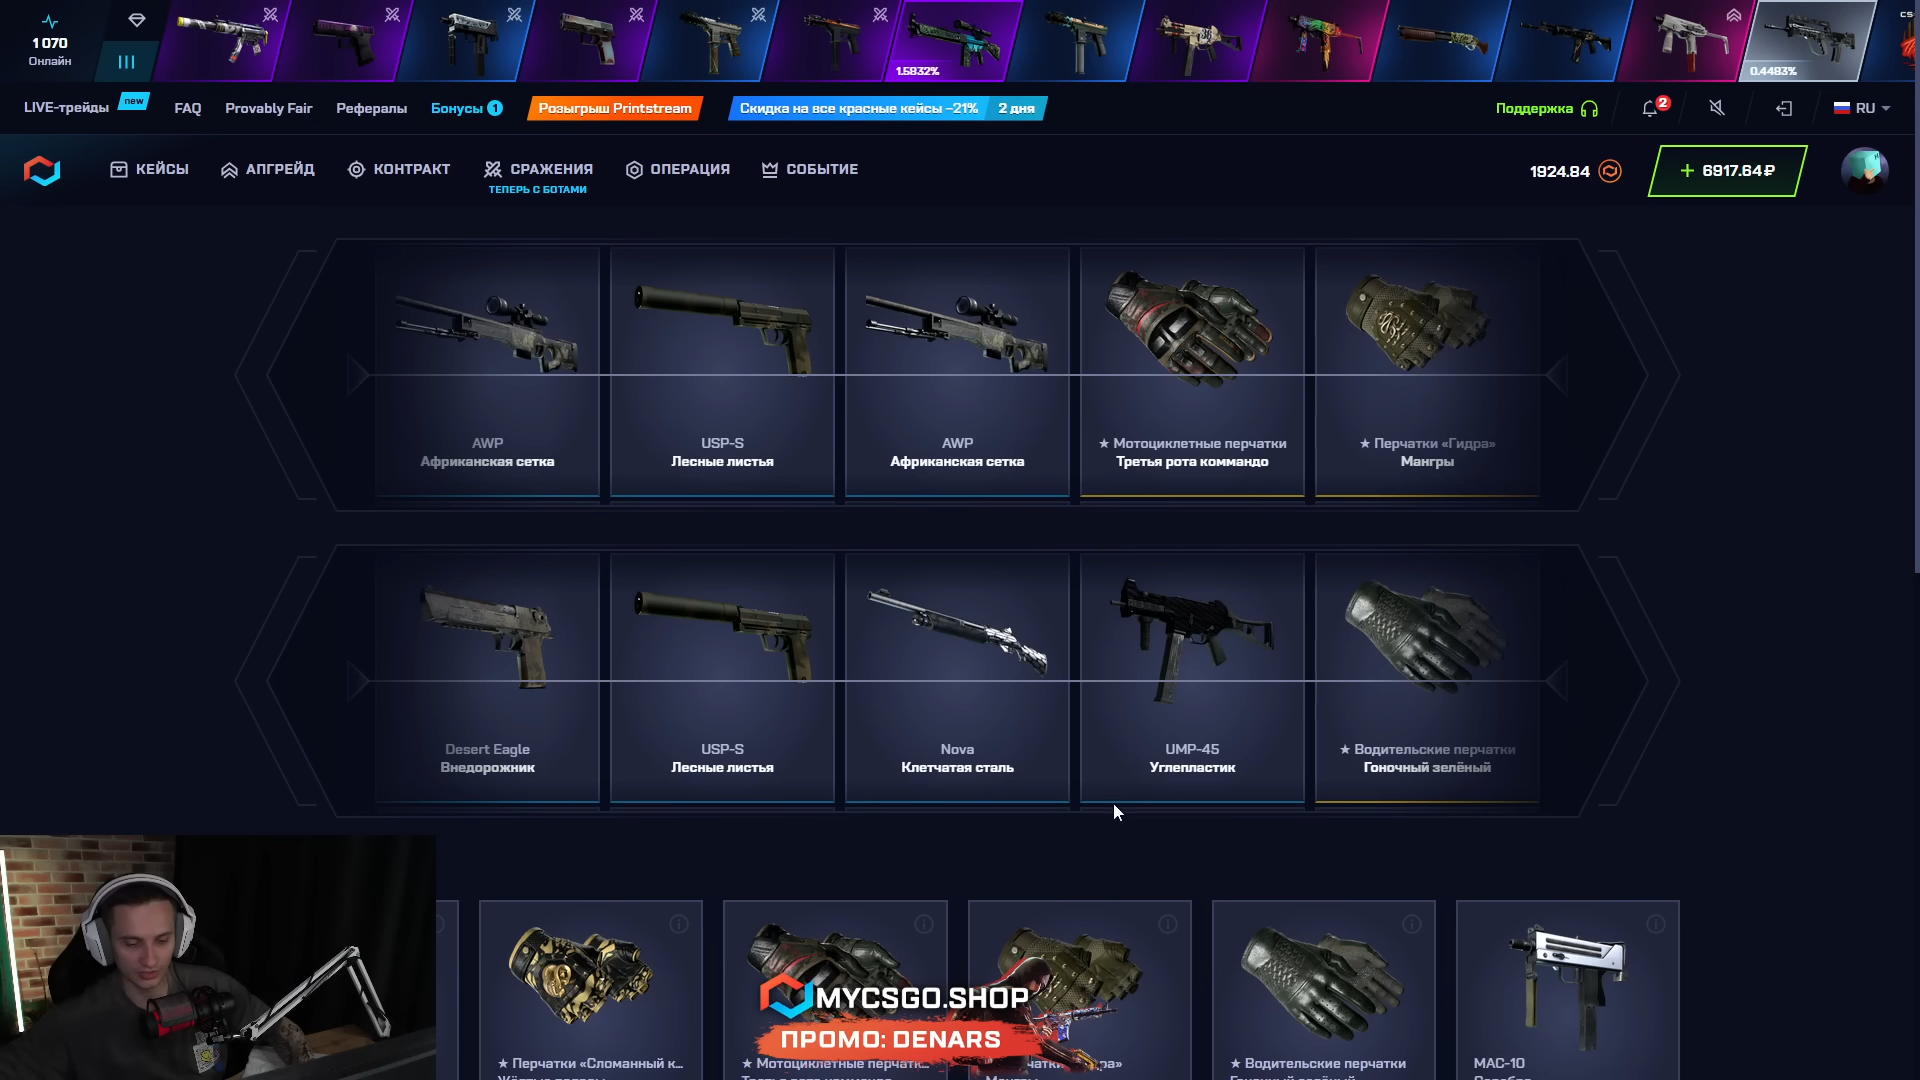 1 070
Онлайн
1.5832%
0.4483%
CS
LIVE-трейды
new
FAQ
Provably Fair
Рефералы
Бонусы 1
Розыгрыш Printstream
Скидка на все красные кейсы -21%
2 дня
Поддержка
2
RU
КЕЙСЫ
АПГРЕЙД
КОНТРАКТ
СРАЖЕНИЯ
ТЕПЕРЬ С БОТАМИ
ОПЕРАЦИЯ
СОБЫТИЕ
1924.84
+ 6917.64₽
AWP
Африканская сетка
USP-S
Лесные листья
AWP
Африканская сетка
★ Мотоциклетные перчатки
Третья рота коммандо
★ Перчатки «Гидра»
Мангры
Desert Eagle
Внедорожник
USP-S
Лесные листья
Nova
Клетчатая сталь
UMP-45
Углепластик
★ Водительские перчатки
Гоночный зелёный
★ Перчатки «Сломанный к...
★ Мотоциклетные перчатк...
★ Водительские перчатки
MAC-10
MYCSGO.SHOP
ПРОМО: DENARS